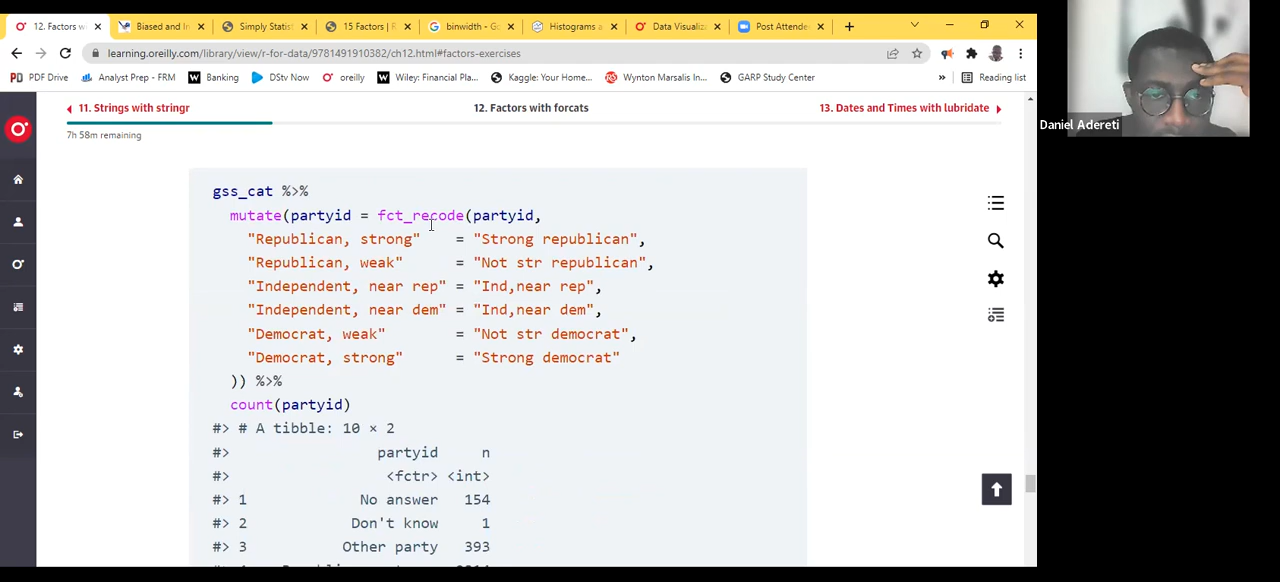 12. Factors w
Biased and In
Simply Statist
15 Factors | R
binwidth - Go
Histograms a
Data Visualiz
Post Attende
learning.oreilly.com/library/view/r-for-data/9781491910382/ch12.html#factors-exercises
PDF Drive
Analyst Prep - FRM
Banking
DStv Now
oreilly
Wiley: Financial Pla...
Kaggle: Your Home...
Wynton Marsalis In...
GARP Study Center
»
Reading list
11. Strings with stringr
12. Factors with forcats
13. Dates and Times with lubridate
7h 58m remaining
gss_cat %>%
mutate(partyid = fct_recode(partyid,
"Republican, strong" = "Strong republican",
"Republican, weak" = "Not str republican",
"Independent, near rep" = "Ind,near rep",
"Independent, near dem" = "Ind,near dem",
"Democrat, weak" = "Not str democrat",
"Democrat, strong" = "Strong democrat"
)) %>%
count(partyid)
#> # A tibble: 10 × 2
#> partyid n
#> <fctr> <int>
#> 1 No answer 154
#> 2 Don't know 1
#> 3 Other party 393
Daniel Adereti